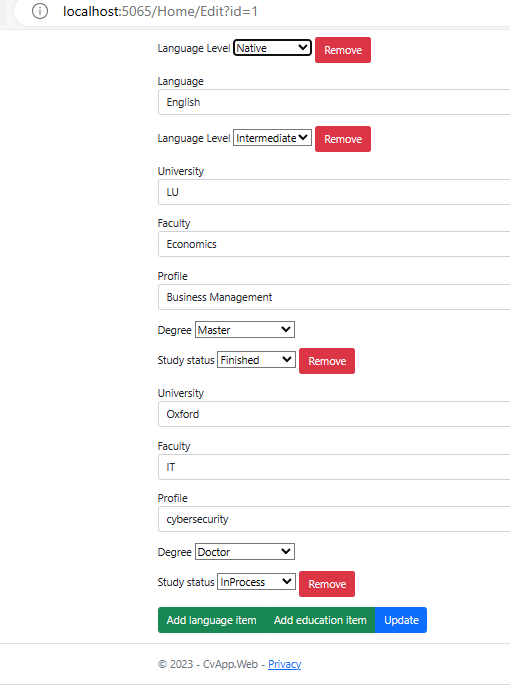 localhost:5065/Home/Edit?id=1
Language Level Native Remove
Language
English
Language Level Intermediate Remove
University
LU
Faculty
Economics
Profile
Business Management
Degree Master
Study status Finished Remove
University
Oxford
Faculty
IT
Profile
cybersecurity
Degree Doctor
Study status InProcess Remove
Add language item Add education item Update
© 2023 - CvApp.Web - Privacy